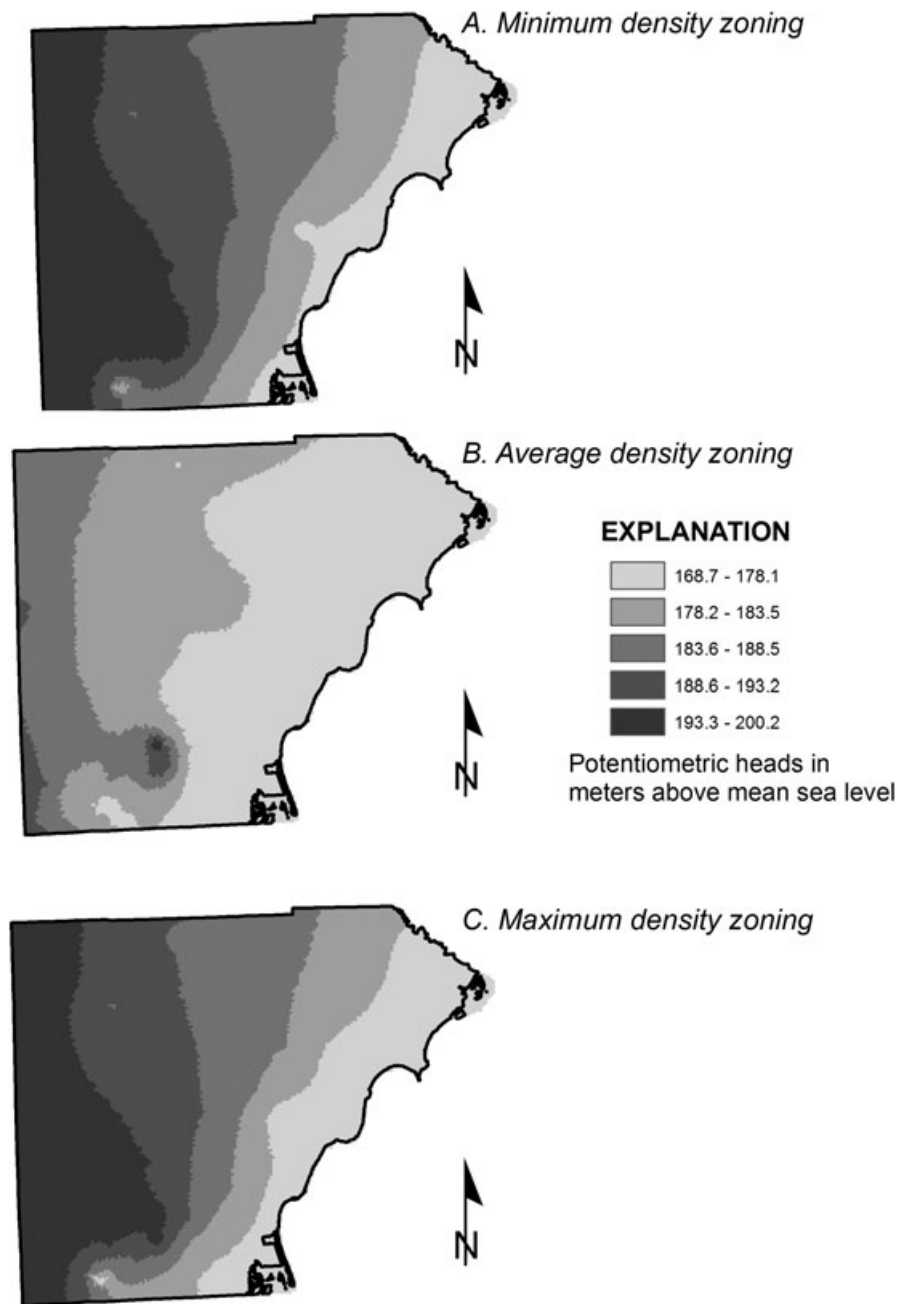 A. Minimum density zoning
N
B. Average density zoning
EXPLANATION
168.7 - 178.1
178.2 - 183.5
183.6 - 188.5
188.6 - 193.2
193.3 - 200.2
Potentiometric heads in
meters above mean sea level
N
C. Maximum density zoning
N